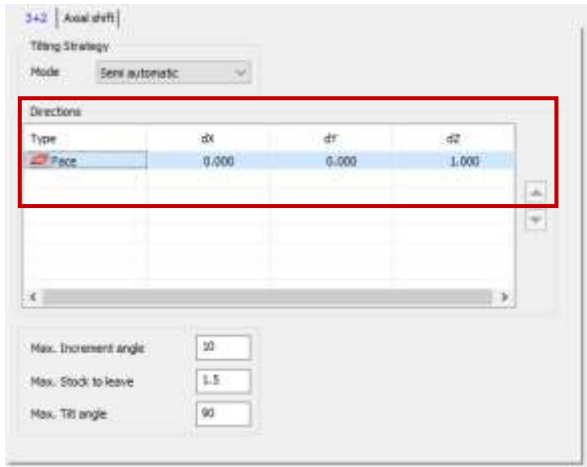 3+2 Axial shift
Tilting Strategy
Mode Semi automatic
Directions
Type dX dY dZ
Face 0.000 0.000 1.000
Max. Increment angle 10
Max. Stock to leave 1.5
Max. Tilt angle 90